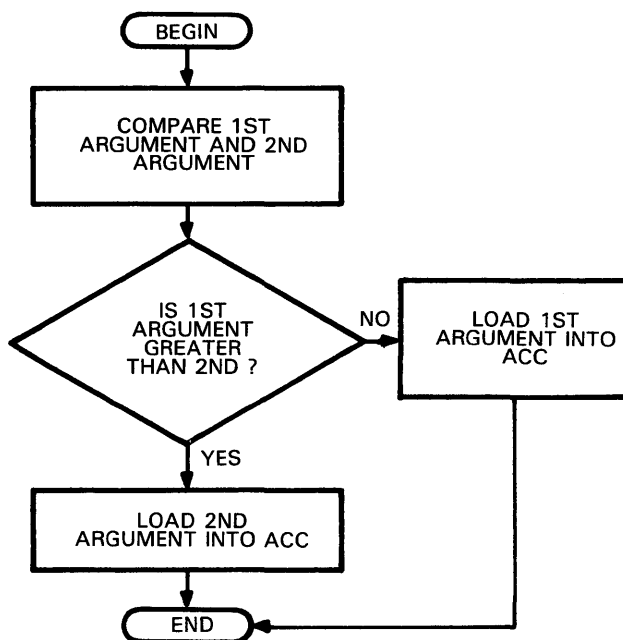 BEGIN
COMPARE 1ST
ARGUMENT AND 2ND
ARGUMENT
IS 1ST
ARGUMENT
GREATER
THAN 2ND ?
NO
LOAD 1ST
ARGUMENT INTO
ACC
YES
LOAD 2ND
ARGUMENT INTO ACC
END